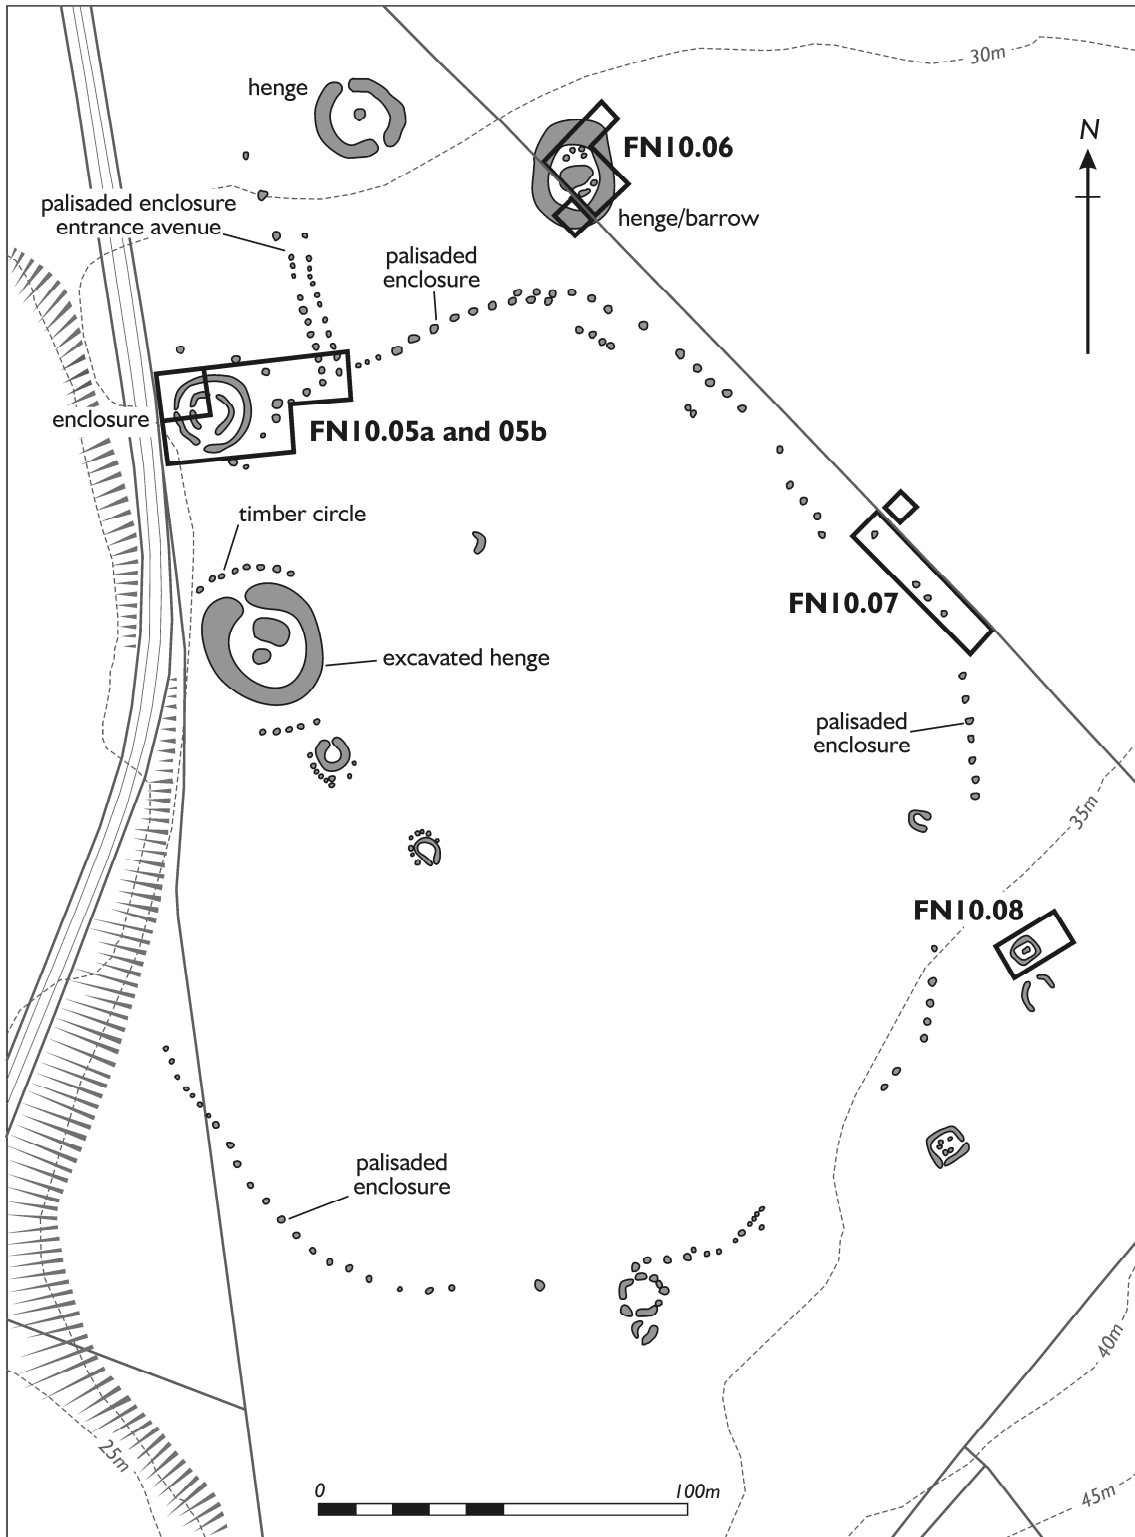 30m
henge
N
FN10.06
palisaded enclosure
entrance avenue
henge/barrow
palisaded
enclosure
enclosure
FN10.05a and 05b
timber circle
FN10.07
excavated henge
palisaded
enclosure
35m
FN10.08
palisaded
enclosure
40m
25m
0
100m
45m